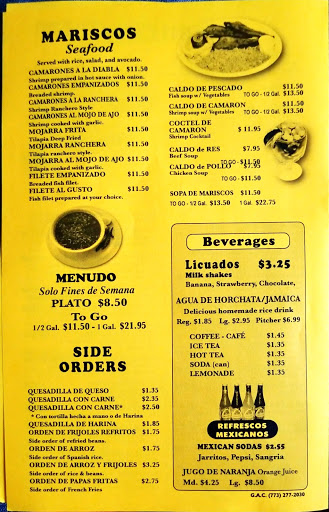 MARISCOS
Seafood
Served with rice, salad, and avocado.
CAMARONES A LA DIABLA $11.50
Shrimp prepared in hot sauce with onion.
CAMARONES EMPANIZADOS $11.50
Breaded shrimp.
CAMARONES A LA RANCHERA $11.50
Shrimp Ranchero Style
CAMARONES AL MOJO DE AJO $11.50
Shrimp cooked with garlic.
MOJARRA FRITA $11.50
Tilapia Deep Fried
MOJARRA RANCHERA $11.50
Tilapia ranchero style.
MOJARRA AL MOJO DE AJO $11.50
Tilapia cooked with garlic.
FILETE EMPANIZADO $11.50
Breaded fish filet.
FILETE AL GUSTO $11.50
Fish filet prepared at your choice.
MENUDO
Solo Fines de Semana
PLATO $8.50
To Go
1/2 Gal. $11.50 - 1 Gal. $21.95
SIDE
ORDERS
QUESADILLA DE QUESO $1.35
QUESADILLA CON CARNE $2.35
QUESADILLA CON CARNE* $2.50
* Con tortilla hecha a mano o de Harina
QUESADILLA DE HARINA $1.85
ORDEN DE FRIJOLES REFRITOS $1.75
Side order of refried beans.
ORDEN DE ARROZ $1.75
Side order of Spanish rice.
ORDEN DE ARROZ Y FRIJOLES $3.25
Side order of rice & beans.
ORDEN DE PAPAS FRITAS $2.75
Side order of French Fries
CALDO DE PESCADO $11.50
Fish soup w/ Vegetables TO GO - 1/2 Gal. $13.50
CALDO DE CAMARON $11.50
Shrimp soup w/ Vegetables TO GO - 1/2 Gal. $13.50
COCTEL DE
CAMARON $ 11.95
Shrimp Cocktail
CALDO de RES $7.95
Beef Soup
TO GO - $11.50
CALDO de POLLO $7.95
Chicken Soup
TO GO - $11.50
SOPA DE MARISCOS $11.50
TO GO - 1/2 Gal. $13.50 1 Gal. $22.75
Beverages
Licuados $3.25
Milk shakes
Banana, Strawberry, Chocolate,
AGUA DE HORCHATA/JAMAICA
Delicious homemade rice drink
Reg. $1.85 Lg. $2.95 Pitcher $6.99
COFFEE - CAFÉ $1.45
ICE TEA $1.35
HOT TEA $1.35
SODA (can) $1.35
LEMONADE $1.35
REFRESCOS
MEXICANOS
MEXICAN SODAS $2.55
Jarritos, Pepsi, Sangria
JUGO DE NARANJA Orange Juice
Md. $4.25 Lg. $8.50
G.A.C. (773) 277-2030